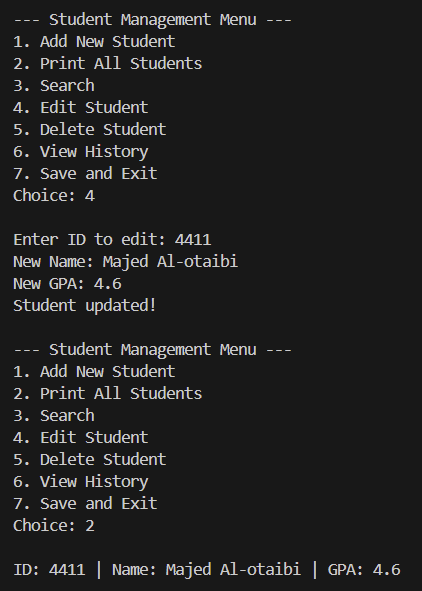 --- Student Management Menu ---
1. Add New Student
2. Print All Students
3. Search
4. Edit Student
5. Delete Student
6. View History
7. Save and Exit
Choice: 4

Enter ID to edit: 4411
New Name: Majed Al-otaibi
New GPA: 4.6
Student updated!

--- Student Management Menu ---
1. Add New Student
2. Print All Students
3. Search
4. Edit Student
5. Delete Student
6. View History
7. Save and Exit
Choice: 2

ID: 4411 | Name: Majed Al-otaibi | GPA: 4.6